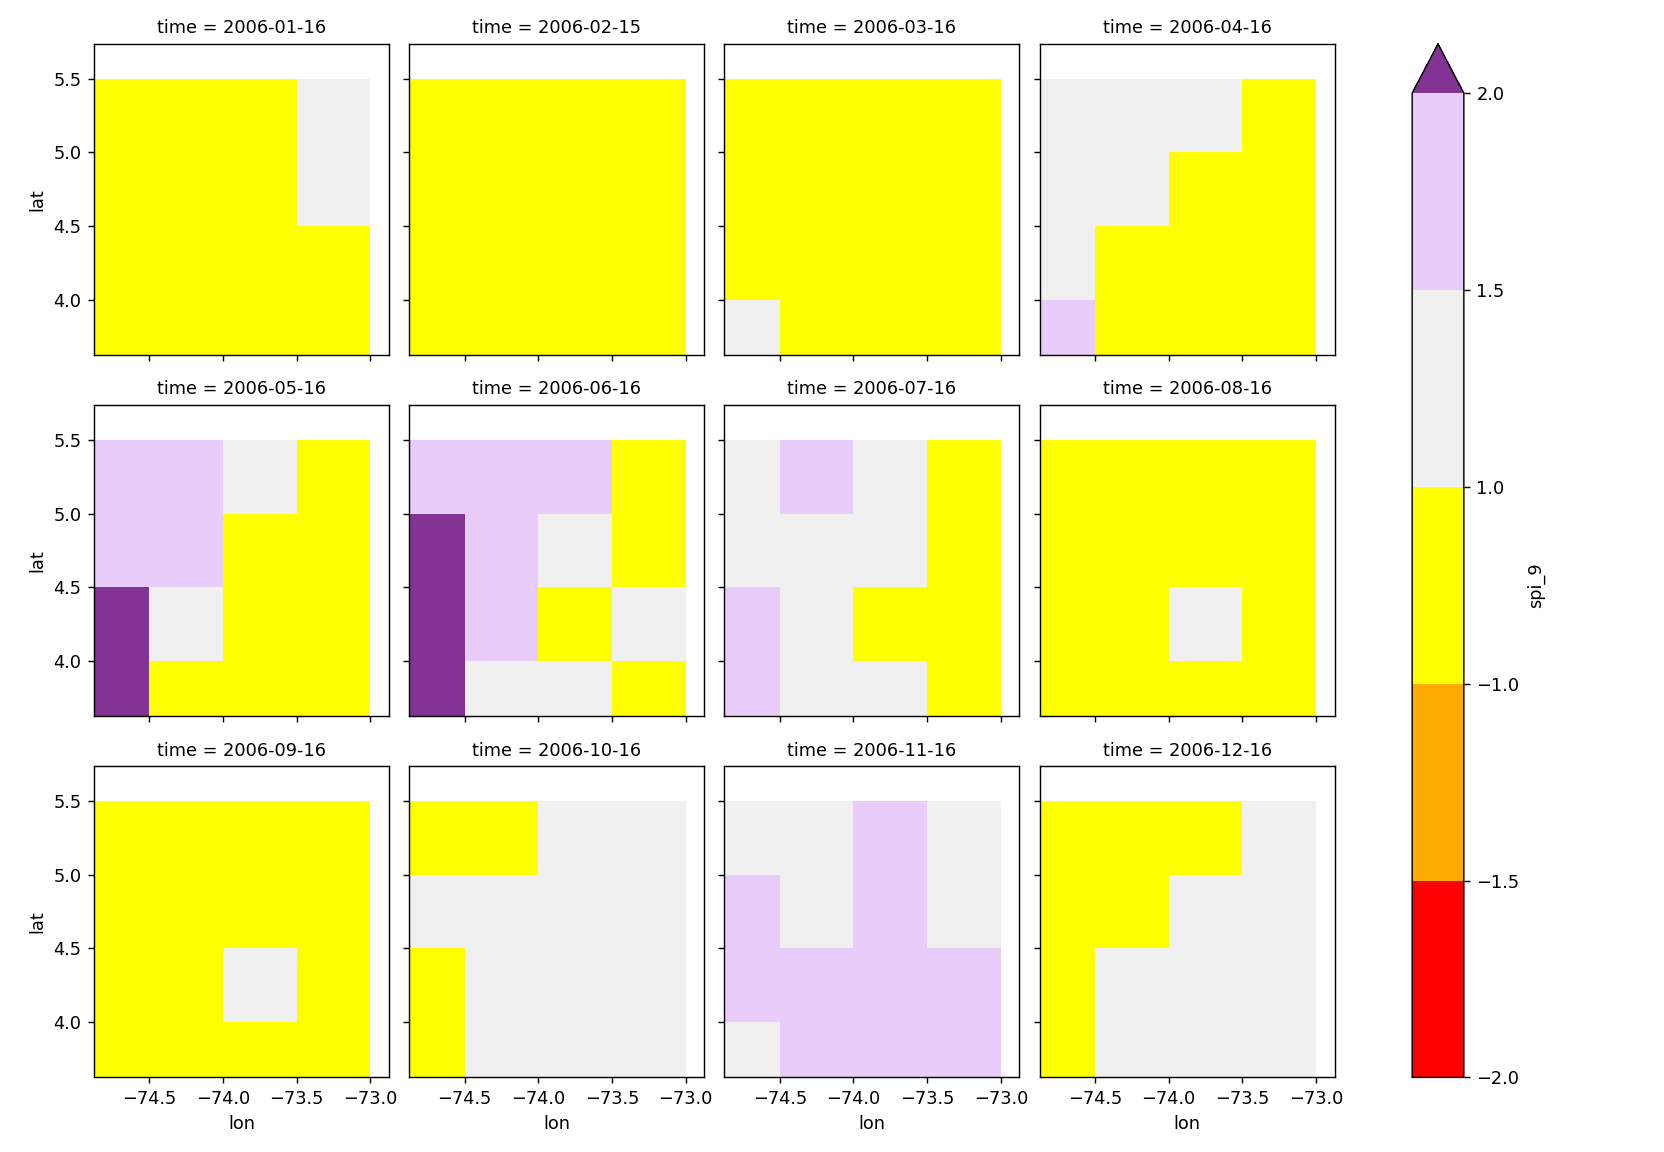 time = 2006-01-16
time = 2006-02-15
time = 2006-03-16
time = 2006-04-16
5.5
5.0
4.5
4.0
lat
time = 2006-05-16
time = 2006-06-16
time = 2006-07-16
time = 2006-08-16
5.5
5.0
4.5
4.0
lat
time = 2006-09-16
time = 2006-10-16
time = 2006-11-16
time = 2006-12-16
5.5
5.0
4.5
4.0
lat
−74.5 −74.0 −73.5 −73.0
lon
−74.5 −74.0 −73.5 −73.0
lon
−74.5 −74.0 −73.5 −73.0
lon
−74.5 −74.0 −73.5 −73.0
lon
2.0
1.5
1.0
−1.0
−1.5
−2.0
spi_9